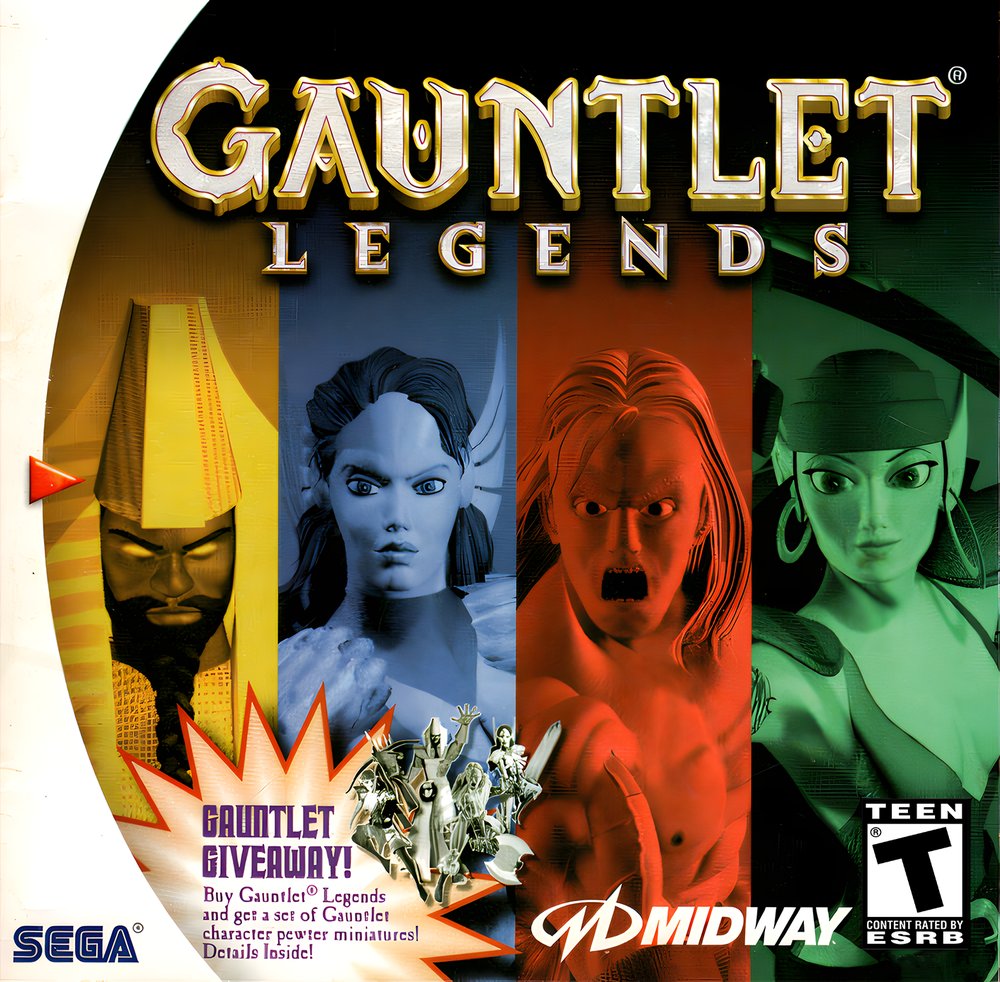 GAUNTLET®
LEGENDS
GAUNTLET
GIVEAWAY!
Buy Gauntlet® Legends
and get a set of Gauntlet
character pewter miniatures!
Details Inside!
SEGA®
MIDWAY
TEEN
® T
CONTENT RATED BY
ESRB